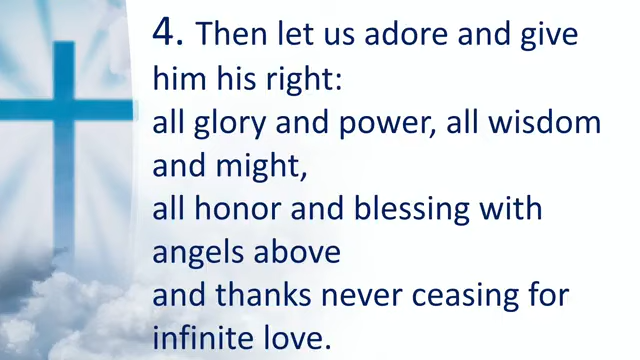 4. Then let us adore and give
him his right:
all glory and power, all wisdom
and might,
all honor and blessing with
angels above
and thanks never ceasing for
infinite love.